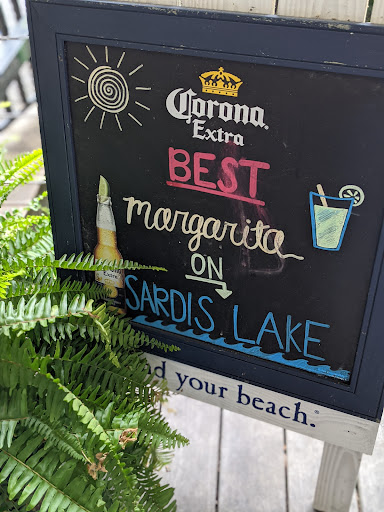 Corona
Extra
BEST
margarita
ON
SARDIS LAKE
your beach.